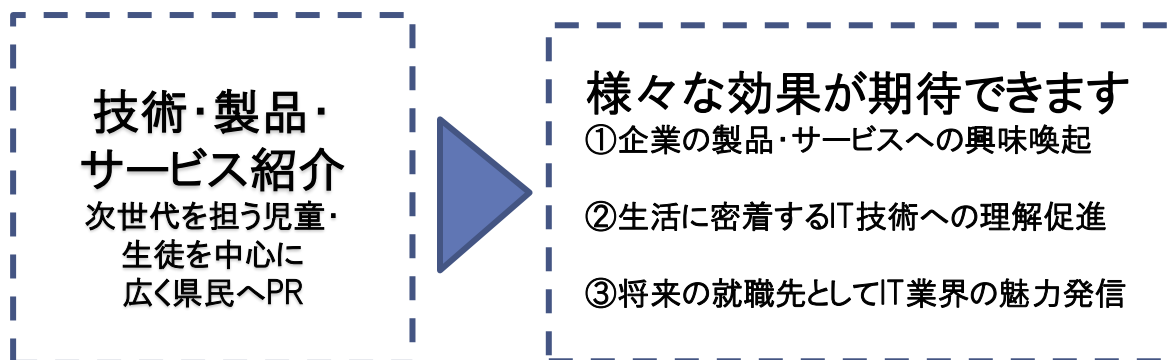 技術・製品・
サービス紹介
次世代を担う児童・
生徒を中心に
広く県民へPR
様々な効果が期待できます
①企業の製品・サービスへの興味喚起
②生活に密着するIT技術への理解促進
③将来の就職先としてIT業界の魅力発信